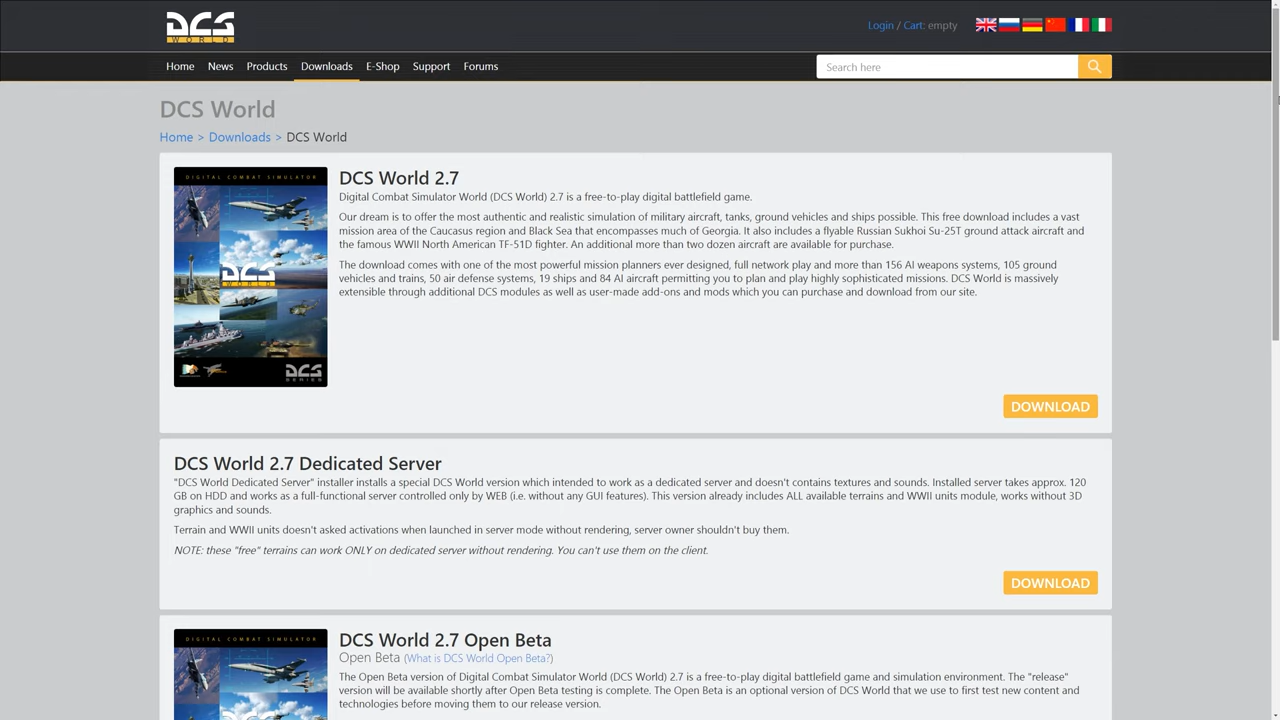 DCS
WORLD
Login / Cart: empty
Home News Products Downloads E-Shop Support Forums
Search here
DCS World
Home > Downloads > DCS World
DIGITAL COMBAT SIMULATOR
DCS
WORLD
DCS
SERIES
DCS World 2.7
Digital Combat Simulator World (DCS World) 2.7 is a free-to-play digital battlefield game.
Our dream is to offer the most authentic and realistic simulation of military aircraft, tanks, ground vehicles and ships possible. This free download includes a vast
mission area of the Caucasus region and Black Sea that encompasses much of Georgia. It also includes a flyable Russian Sukhoi Su-25T ground attack aircraft and
the famous WWII North American TF-51D fighter. An additional more than two dozen aircraft are available for purchase.
The download comes with one of the most powerful mission planners ever designed, full network play and more than 156 AI weapons systems, 105 ground
vehicles and trains, 50 air defense systems, 19 ships and 84 AI aircraft permitting you to plan and play highly sophisticated missions. DCS World is massively
extensible through additional DCS modules as well as user-made add-ons and mods which you can purchase and download from our site.
DOWNLOAD
DCS World 2.7 Dedicated Server
"DCS World Dedicated Server" installer installs a special DCS World version which intended to work as a dedicated server and doesn't contains textures and sounds. Installed server takes approx. 120
GB on HDD and works as a full-functional server controlled only by WEB (i.e. without any GUI features). This version already includes ALL available terrains and WWII units module, works without 3D
graphics and sounds.
Terrain and WWII units doesn't asked activations when launched in server mode without rendering, server owner shouldn't buy them.
NOTE: these "free" terrains can work ONLY on dedicated server without rendering. You can't use them on the client.
DOWNLOAD
DIGITAL COMBAT SIMULATOR
DCS World 2.7 Open Beta
Open Beta (What is DCS World Open Beta?)
The Open Beta version of Digital Combat Simulator World (DCS World) 2.7 is a free-to-play digital battlefield game and simulation environment. The "release"
version will be available shortly after Open Beta testing is complete. The Open Beta is an optional version of DCS World that we use to first test new content and
technologies before moving them to our release version.